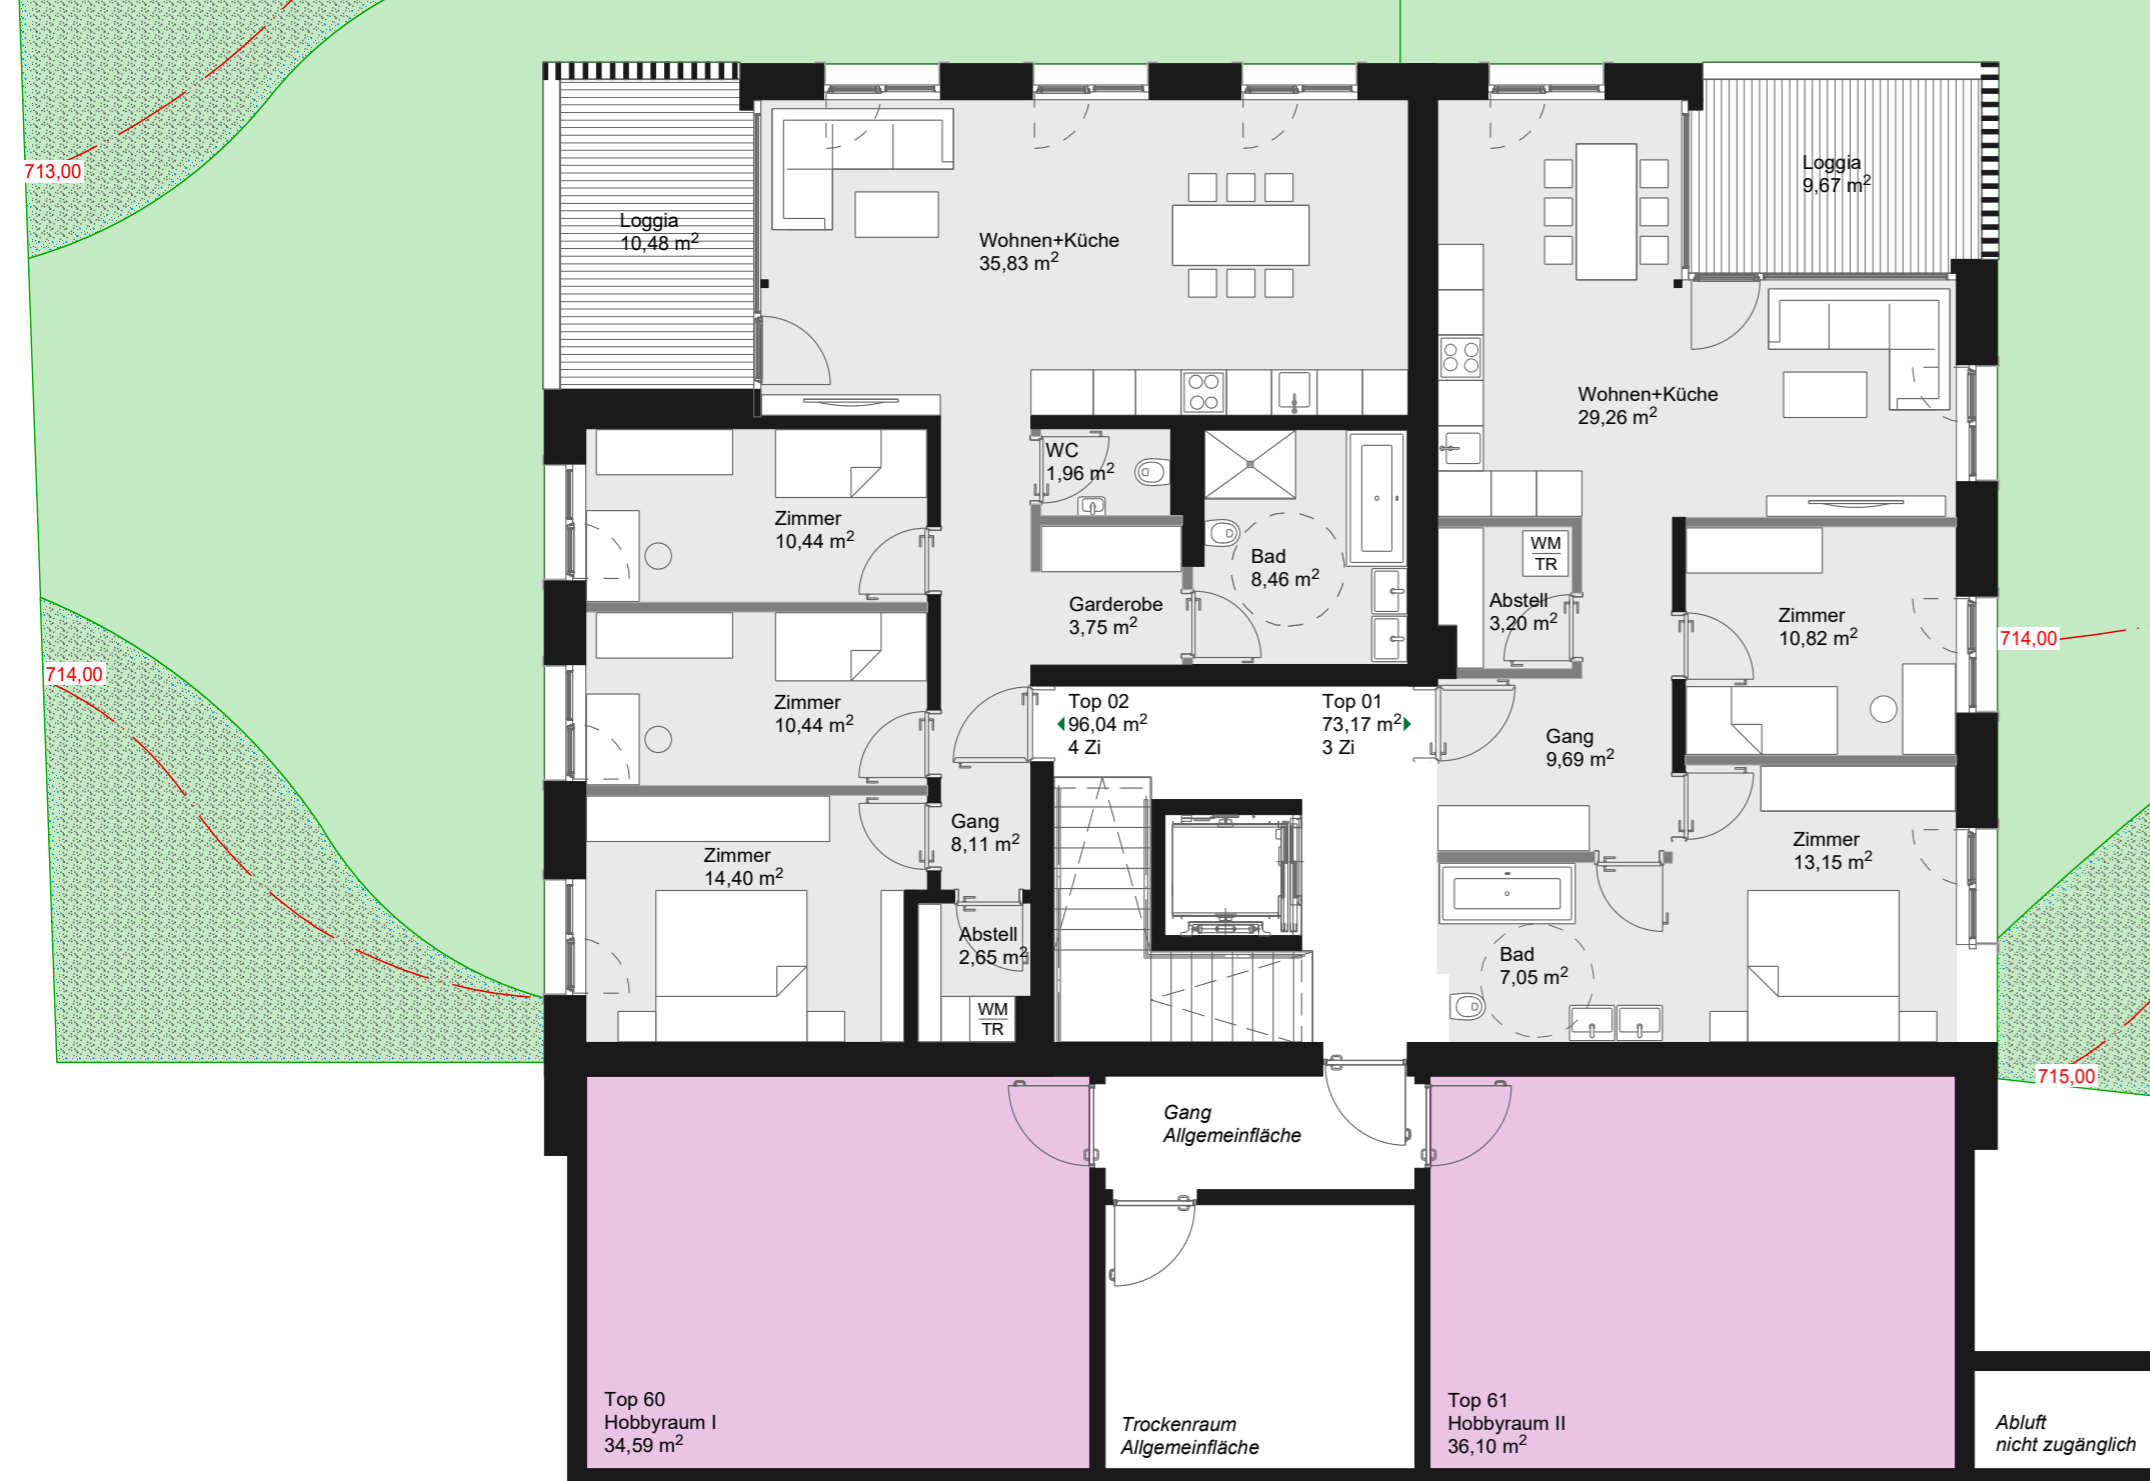 713,00
Loggia
10,48 m²
Wohnen+Küche
35,83 m²
Loggia
9,67 m²
Wohnen+Küche
29,26 m²
WC
1,96 m²
Zimmer
10,44 m²
Bad
8,46 m²
WM
TR
Garderobe
3,75 m²
Abstell
3,20 m²
Zimmer
10,82 m²
714,00
714,00
Zimmer
10,44 m²
Top 02
96,04 m²
4 Zi
Top 01
73,17 m²
3 Zi
Gang
9,69 m²
Gang
8,11 m²
Zimmer
14,40 m²
Zimmer
13,15 m²
Abstell
2,65 m²
Bad
7,05 m²
WM
TR
715,00
Gang
Allgemeinfläche
Top 60
Hobbyraum I
34,59 m²
Trockenraum
Allgemeinfläche
Top 61
Hobbyraum II
36,10 m²
Abluft
nicht zugänglich